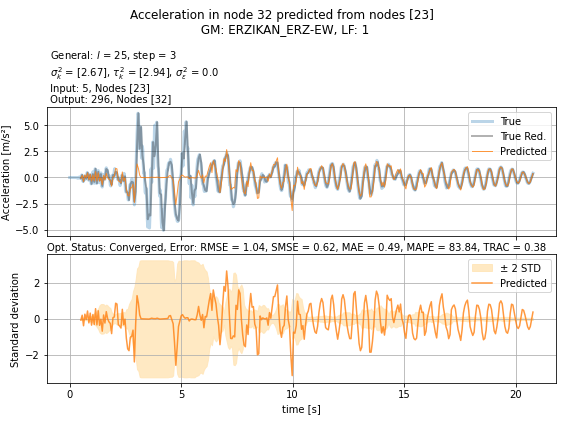 Acceleration in node 32 predicted from nodes [23]
GM: ERZIKAN_ERZ-EW, LF: 1
General: l = 25, step = 3
σ²ₖ = [2.67], τ²ₖ = [2.94], σ²ε = 0.0
Input: 5, Nodes [23]
Output: 296, Nodes [32]
Acceleration [m/s²]
5.0
2.5
0.0
−2.5
−5.0
True
True Red.
Predicted
Opt. Status: Converged, Error: RMSE = 1.04, SMSE = 0.62, MAE = 0.49, MAPE = 83.84, TRAC = 0.38
Standard deviation
2
0
−2
± 2 STD
Predicted
0
5
10
15
20
time [s]